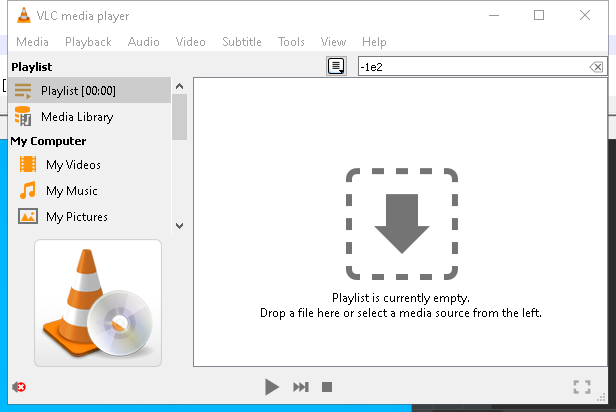 VLC media player
Media Playback Audio Video Subtitle Tools View Help
Playlist
-1e2
Playlist [00:00]
Media Library
My Computer
My Videos
My Music
My Pictures
Playlist is currently empty.
Drop a file here or select a media source from the left.